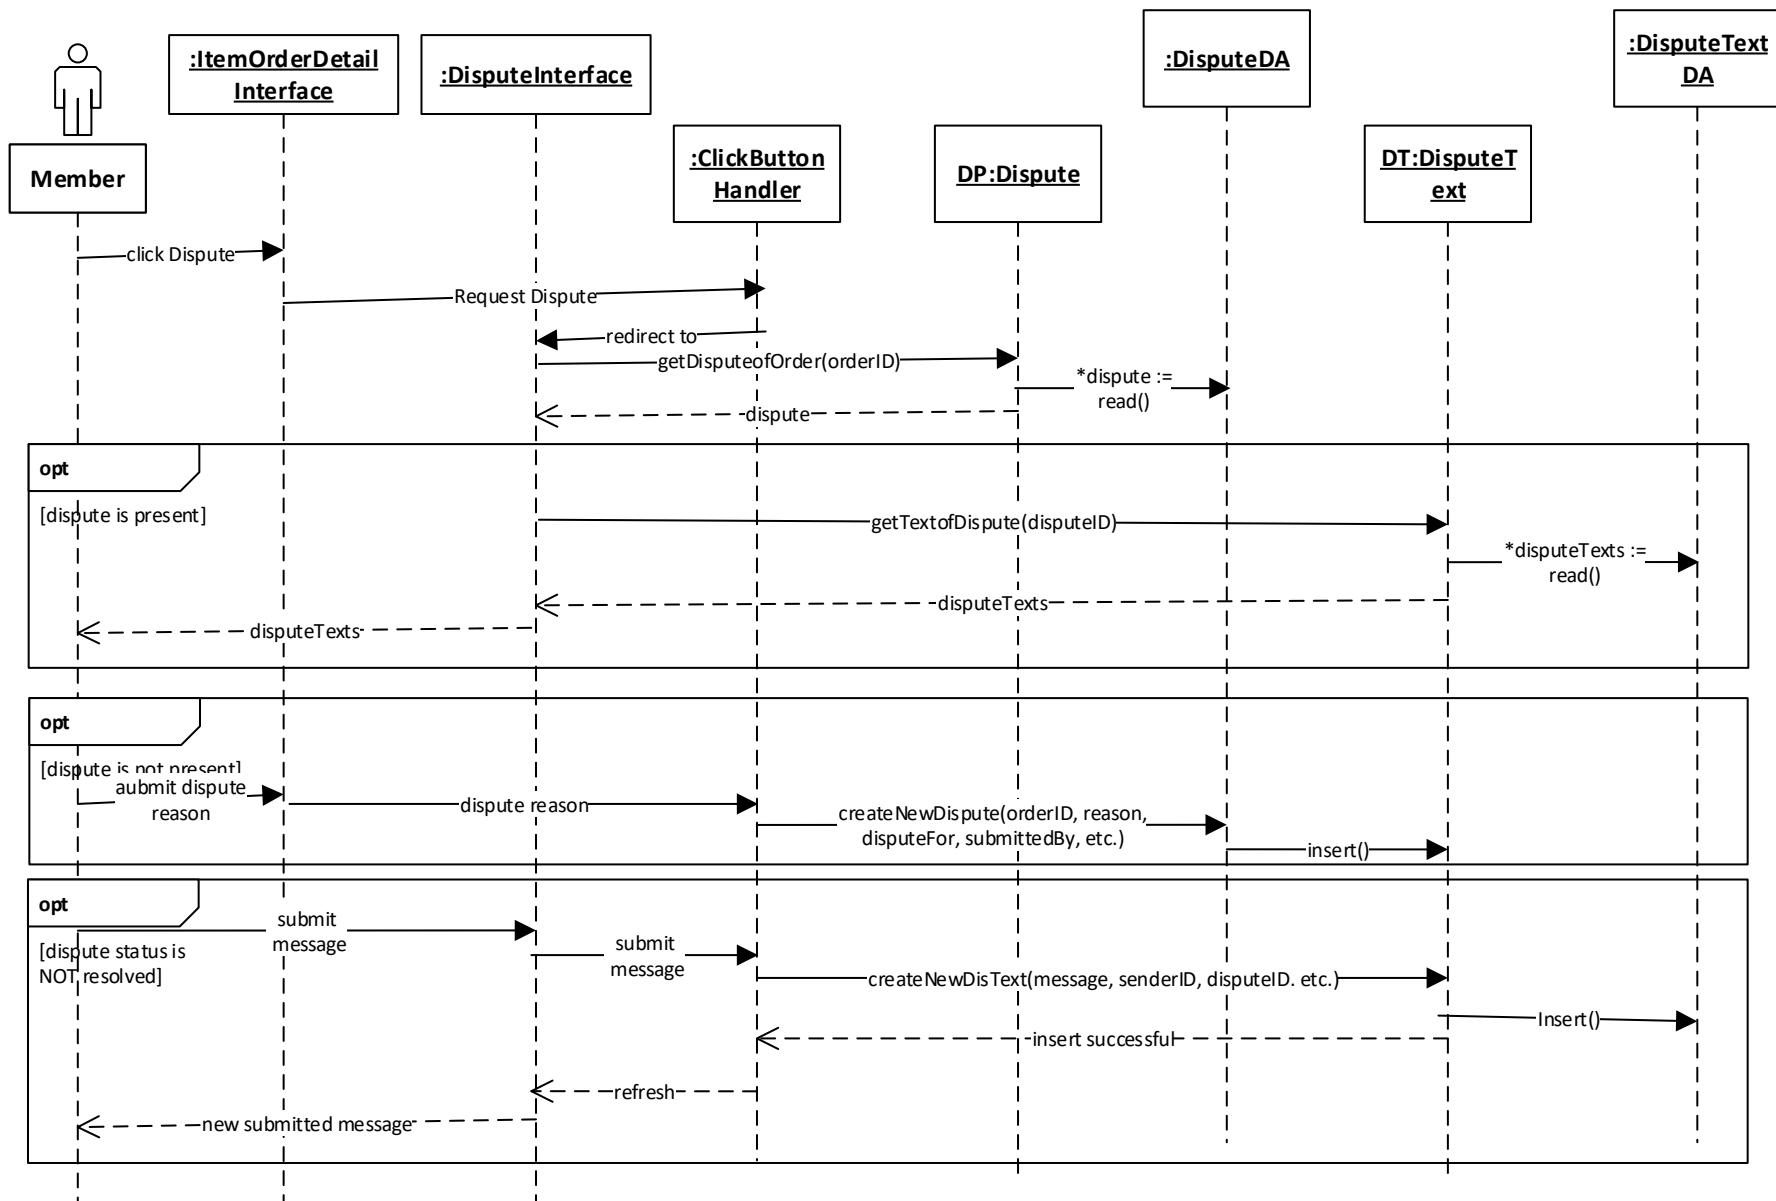 :ItemOrderDetail
Interface
:DisputeInterface
:DisputeDA
:DisputeText
DA
Member
:ClickButton
Handler
DP:Dispute
DT:DisputeT
ext
click Dispute
Request Dispute
redirect to
getDisputeofOrder(orderID)
*dispute :=
read()
dispute
opt
[dispute is present]
getTextofDispute(disputeID)
*disputeTexts :=
read()
disputeTexts
disputeTexts
opt
[dispute is not present]
aubmit dispute
reason
dispute reason
createNewDispute(orderID, reason,
disputeFor, submittedBy, etc.)
insert()
opt
[dispute status is
NOT resolved]
submit
message
submit
message
createNewDisText(message, senderID, disputeID. etc.)
Insert()
insert successful
refresh
new submitted message